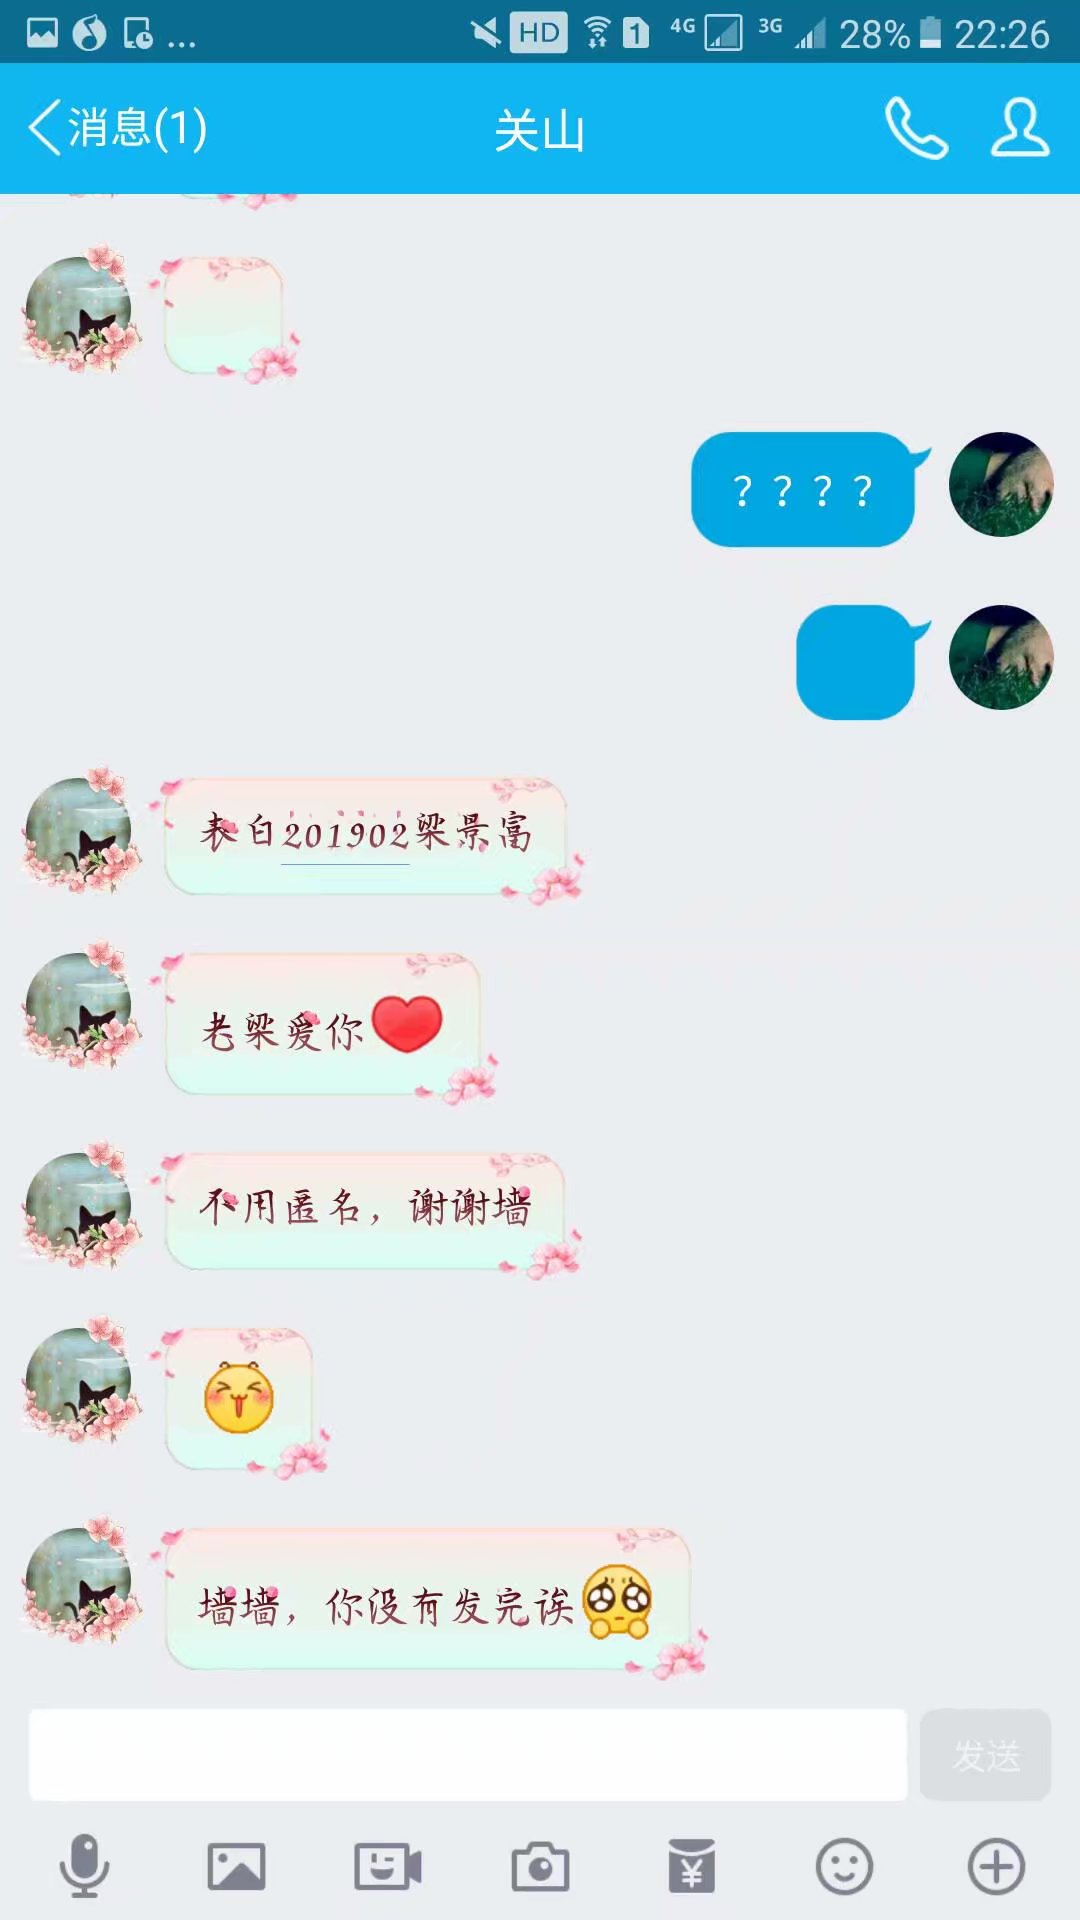 HD 1 4G 3G 28% 22:26
消息(1) 关山
？？？？
表白201902梁景富
老梁爱你
不用匿名，谢谢墙
墙墙，你没有发完诶
发送